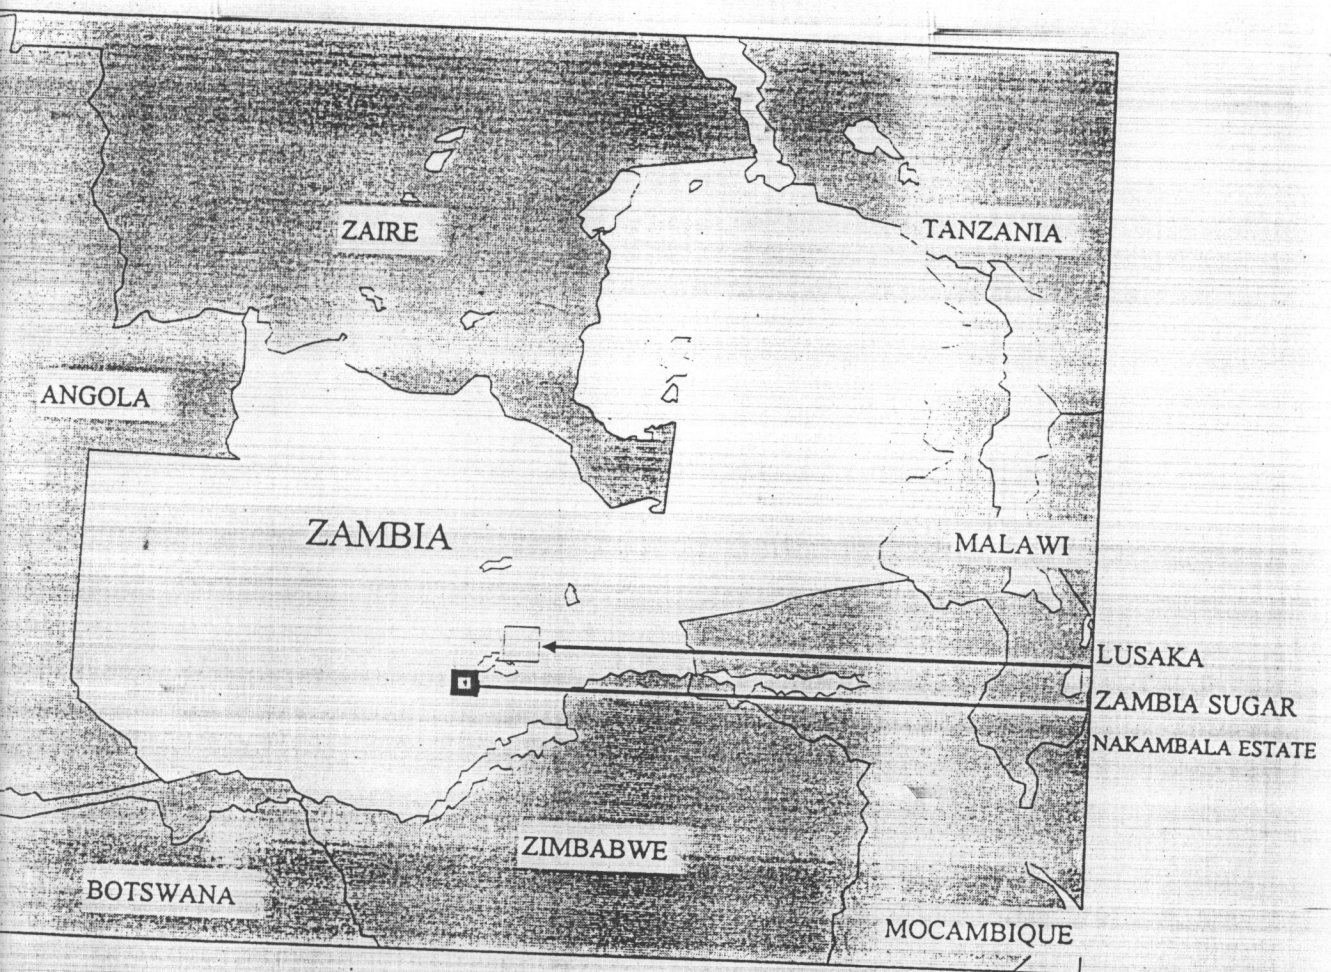 ZAIRE
TANZANIA
ANGOLA
ZAMBIA
MALAWI
LUSAKA
ZAMBIA SUGAR
NAKAMBALA ESTATE
ZIMBABWE
BOTSWANA
MOCAMBIQUE